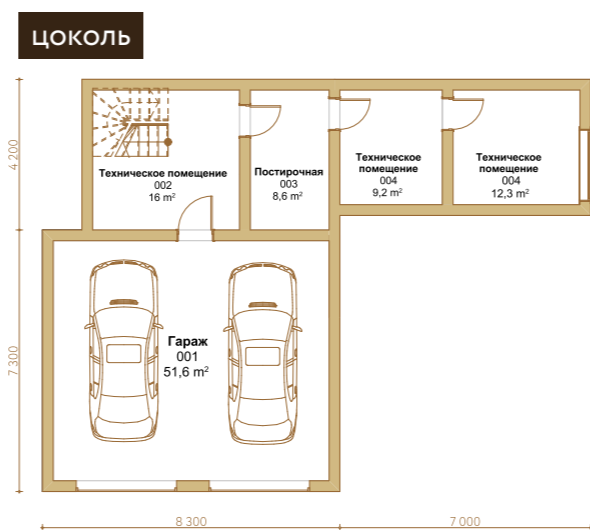 ЦОКОЛЬ
4 200
7 300
Техническое помещение
002
16 m²
Постирочная
003
8,6 m²
Техническое
помещение
004
9,2 m²
Техническое
помещение
004
12,3 m²
Гараж
001
51,6 m²
8 300
7 000